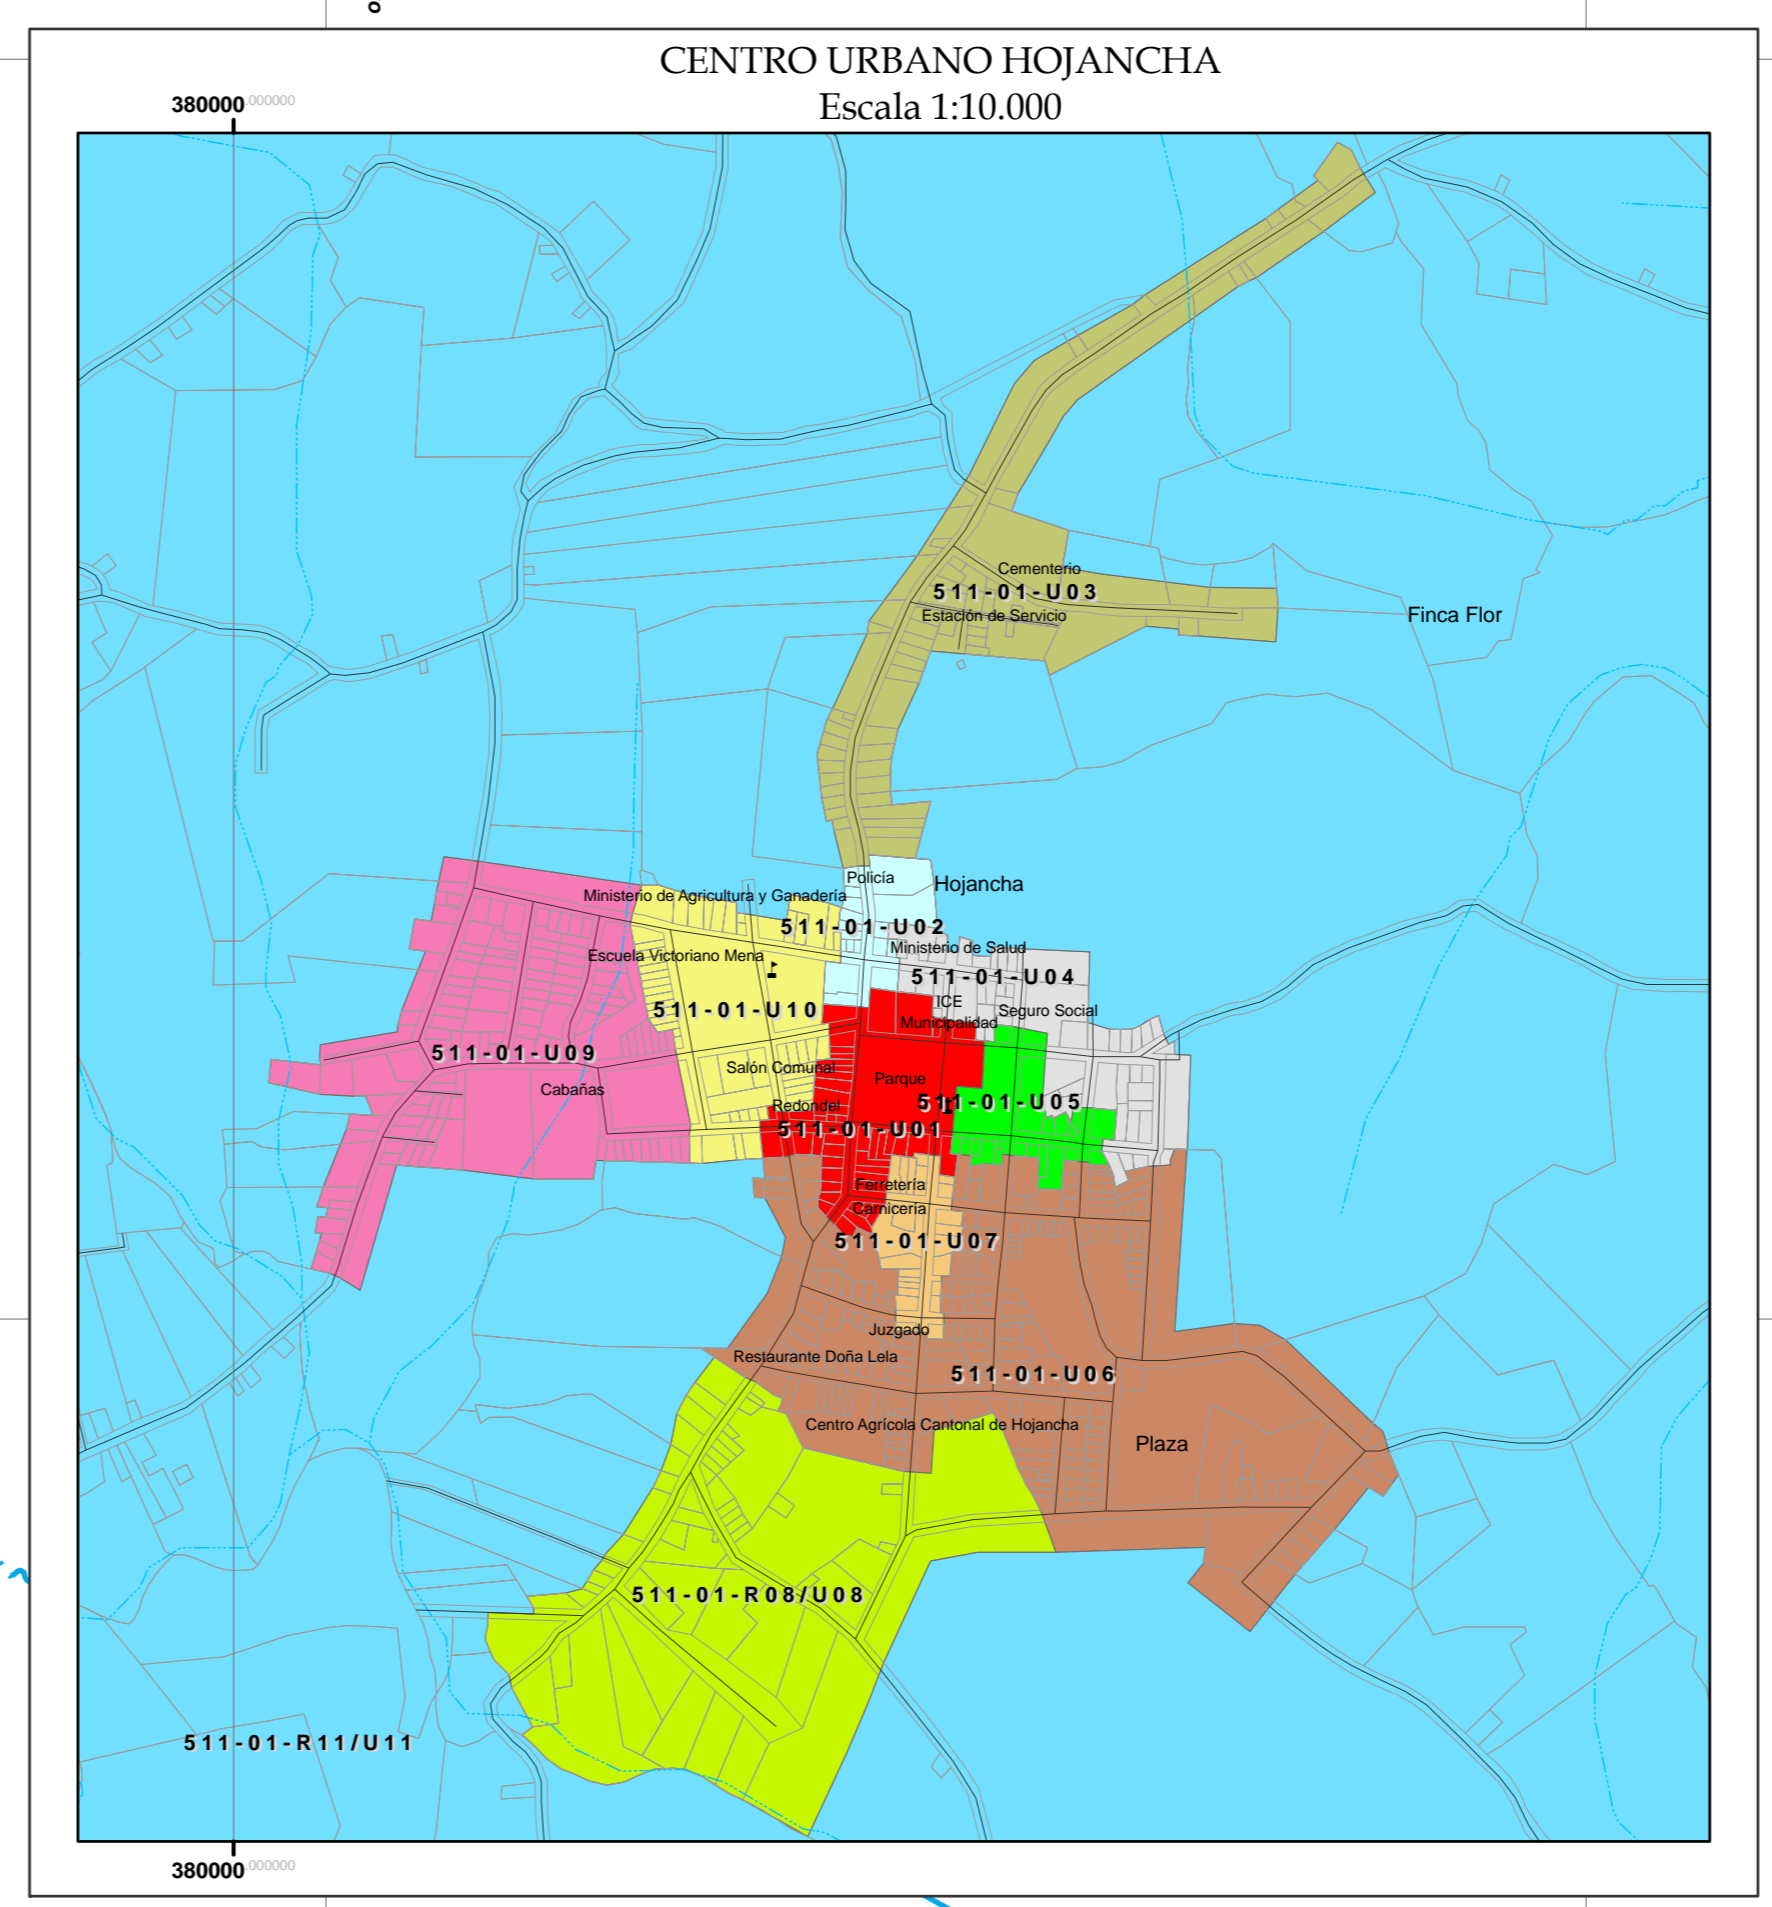 CENTRO URBANO HOJANCHA
Escala 1:10.000
380000.000000
Cementerio
511-01-U03
Estación de Servicio
Finca Flor
Policía
Hojancha
Ministerio de Agricultura y Ganadería
511-01-U02
Ministerio de Salud
Escuela Victoriano Mena
511-01-U04
ICE
Seguro Social
511-01-U10
Municipalidad
511-01-U09
Salón Comunal
Parque
Cabañas
Redondel
511-01-U05
511-01-U01
Ferretería
Carnicería
511-01-U07
Juzgado
Restaurante Doña Lela
511-01-U06
Centro Agrícola Cantonal de Hojancha
Plaza
511-01-R08/U08
511-01-R11/U11
380000.000000